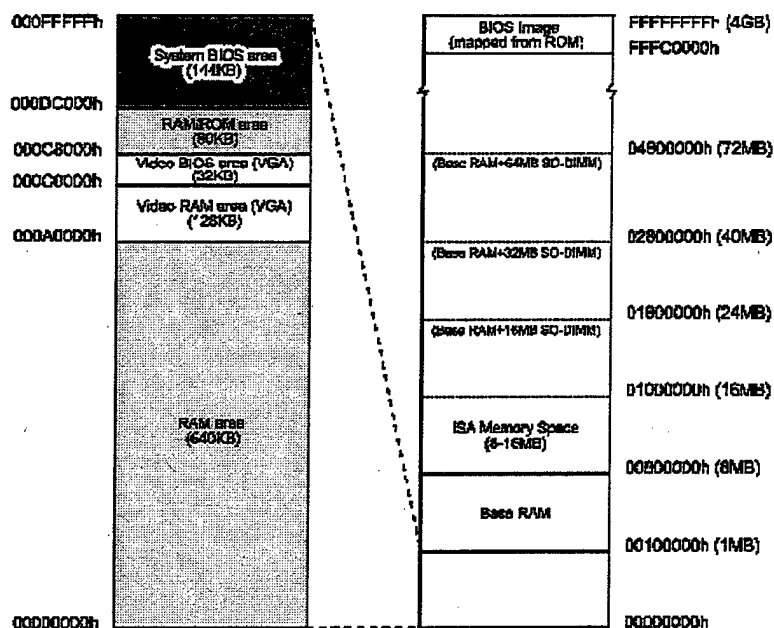 000FFFFFh
System BIOS area
(144KB)
000DC000h
RAM/ROM area
(80KB)
000C8000h
Video BIOS area (VGA)
(32KB)
000C0000h
Video RAM area (VGA)
(128KB)
000A0000h
RAM area
(640KB)
00000000h
BIOS Image
(mapped from ROM)
FFFFFFFFh (4GB)
FFFC0000h
(Base RAM+64MB SO-DIMM)
04800000h (72MB)
(Base RAM+32MB SO-DIMM)
02800000h (40MB)
(Base RAM+16MB SO-DIMM)
01800000h (24MB)
01000000h (16MB)
ISA Memory Space
(8-16MB)
00800000h (8MB)
Base RAM
00100000h (1MB)
00000000h